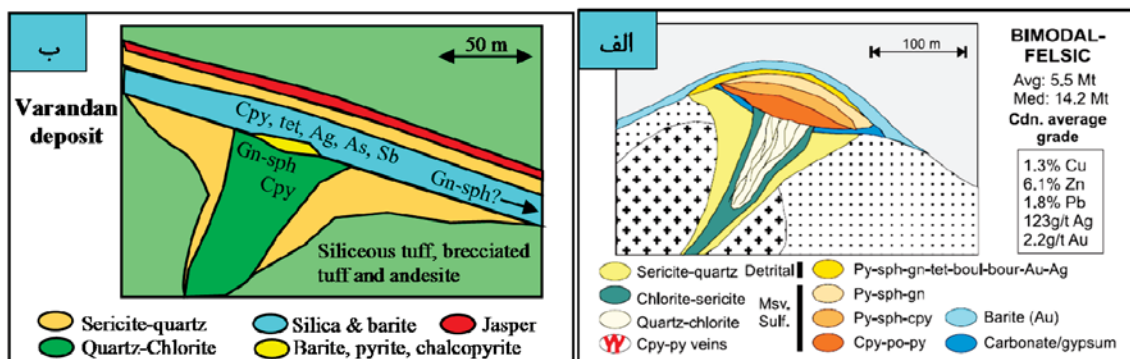 ب
50 m
Varandan
deposit
Cpy, tet, Ag, As, Sb
Gn-sph
Cpy
Gn-sph?
Siliceous tuff, brecciated
tuff and andesite
Sericite-quartz
Silica & barite
Jasper
Quartz-Chlorite
Barite, pyrite, chalcopyrite
الف
100 m
BIMODAL-
FELSIC
Avg: 5.5 Mt
Med: 14.2 Mt
Cdn. average
grade
1.3% Cu
6.1% Zn
1.8% Pb
123g/t Ag
2.2g/t Au
Sericite-quartz
Detrital
Py-sph-gn-tet-boul-bour-Au-Ag
Chlorite-sericite
Msv.
Sulf.
Py-sph-gn
Quartz-chlorite
Py-sph-cpy
Barite (Au)
Cpy-py veins
Cpy-po-py
Carbonate/gypsum